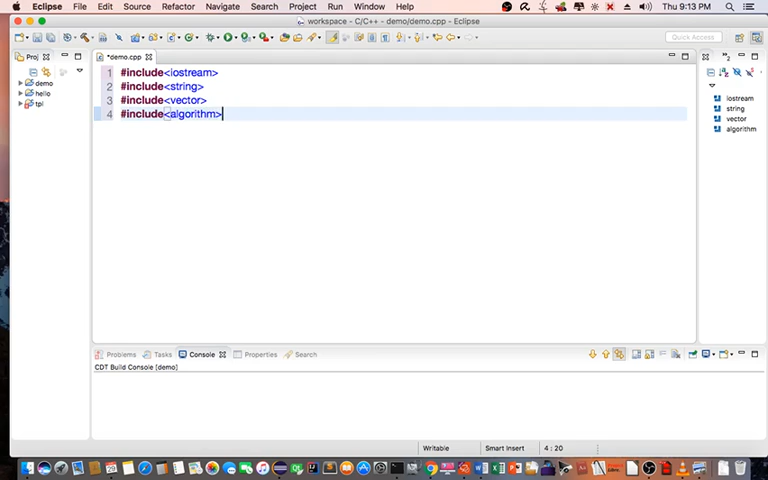 Eclipse File Edit Source Refactor Navigate Search Project Run Window Help Thu 9:13 PM
workspace - C/C++ - demo/demo.cpp - Eclipse
Quick Access
Proj
*demo.cpp
demo
hello
tpl
1 #include<iostream>
2 #include<string>
3 #include<vector>
4 #include<algorithm>
iostream
string
vector
algorithm
Problems Tasks Console Properties Search
CDT Build Console [demo]
Writable Smart Insert 4 : 20